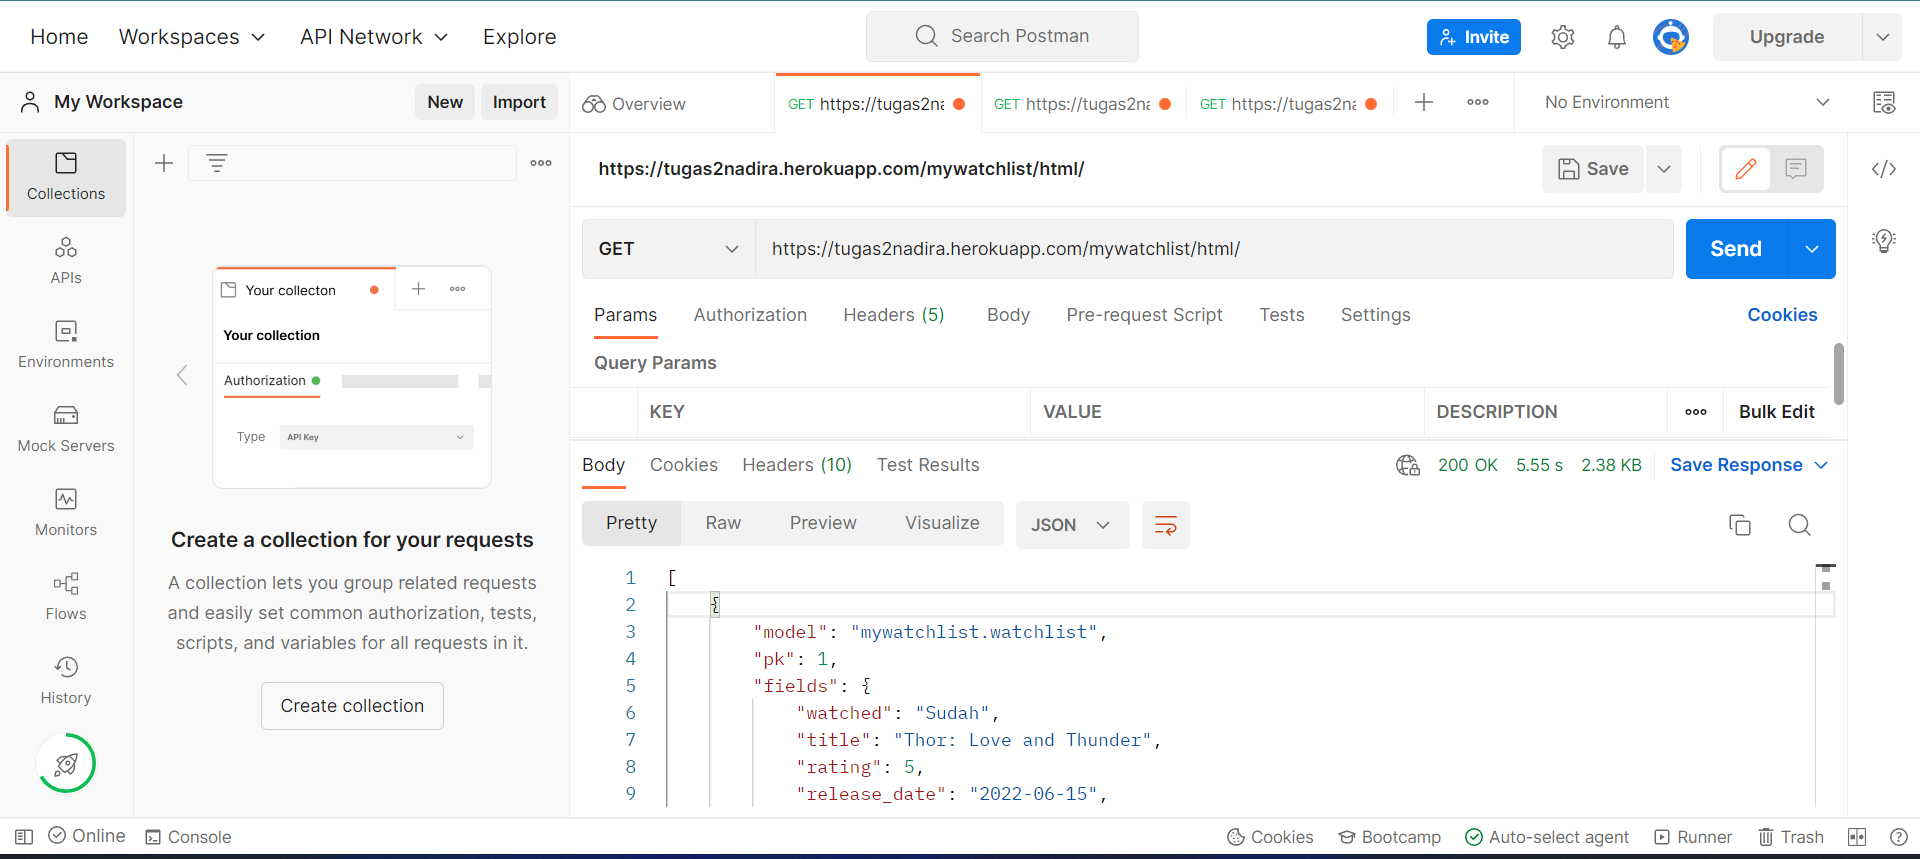 Home Workspaces API Network Explore Search Postman Invite Upgrade
My Workspace New Import Overview GET https://tugas2na GET https://tugas2na GET https://tugas2na No Environment
Collections
APIs
Environments
Mock Servers
Monitors
Flows
History
Your collecton
Your collection
Authorization
Type API Key
Create a collection for your requests
A collection lets you group related requests
and easily set common authorization, tests,
scripts, and variables for all requests in it.
Create collection
https://tugas2nadira.herokuapp.com/mywatchlist/html/ Save
GET https://tugas2nadira.herokuapp.com/mywatchlist/html/ Send
Params Authorization Headers (5) Body Pre-request Script Tests Settings Cookies
Query Params
KEY VALUE DESCRIPTION Bulk Edit
Body Cookies Headers (10) Test Results 200 OK 5.55 s 2.38 KB Save Response
Pretty Raw Preview Visualize JSON
1 [
2 {
3 "model": "mywatchlist.watchlist",
4 "pk": 1,
5 "fields": {
6 "watched": "Sudah",
7 "title": "Thor: Love and Thunder",
8 "rating": 5,
9 "release_date": "2022-06-15",
Online Console Cookies Bootcamp Auto-select agent Runner Trash